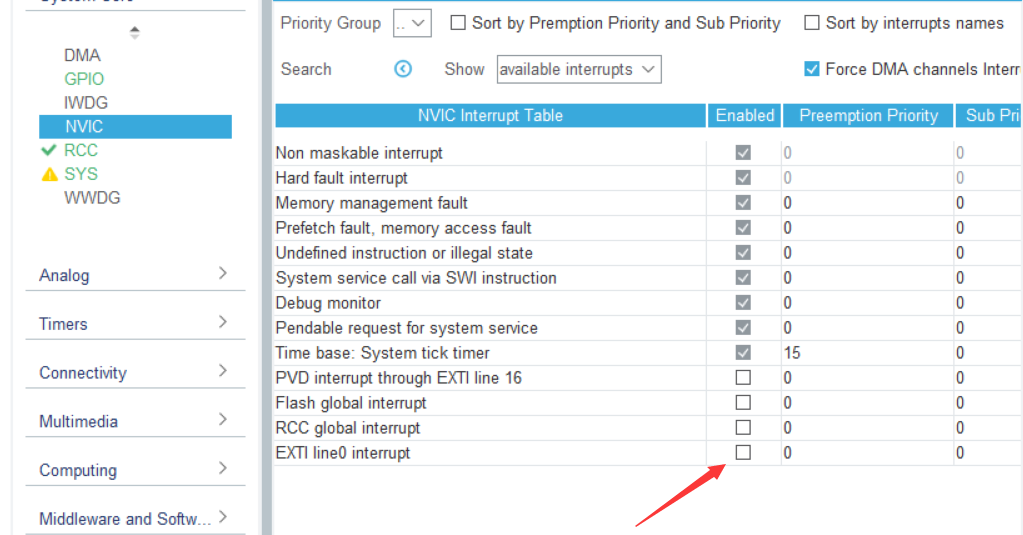 Priority Group
..
Sort by Premption Priority and Sub Priority
Sort by interrupts names
DMA
GPIO
IWDG
NVIC
RCC
SYS
WWDG
Analog
Timers
Connectivity
Multimedia
Computing
Middleware and Softw...
Search
Show
available interrupts
Force DMA channels Interr
NVIC Interrupt Table Enabled Preemption Priority Sub Pri
Non maskable interrupt 0 0
Hard fault interrupt 0 0
Memory management fault 0 0
Prefetch fault, memory access fault 0 0
Undefined instruction or illegal state 0 0
System service call via SWI instruction 0 0
Debug monitor 0 0
Pendable request for system service 0 0
Time base: System tick timer 15 0
PVD interrupt through EXTI line 16 0 0
Flash global interrupt 0 0
RCC global interrupt 0 0
EXTI line0 interrupt 0 0